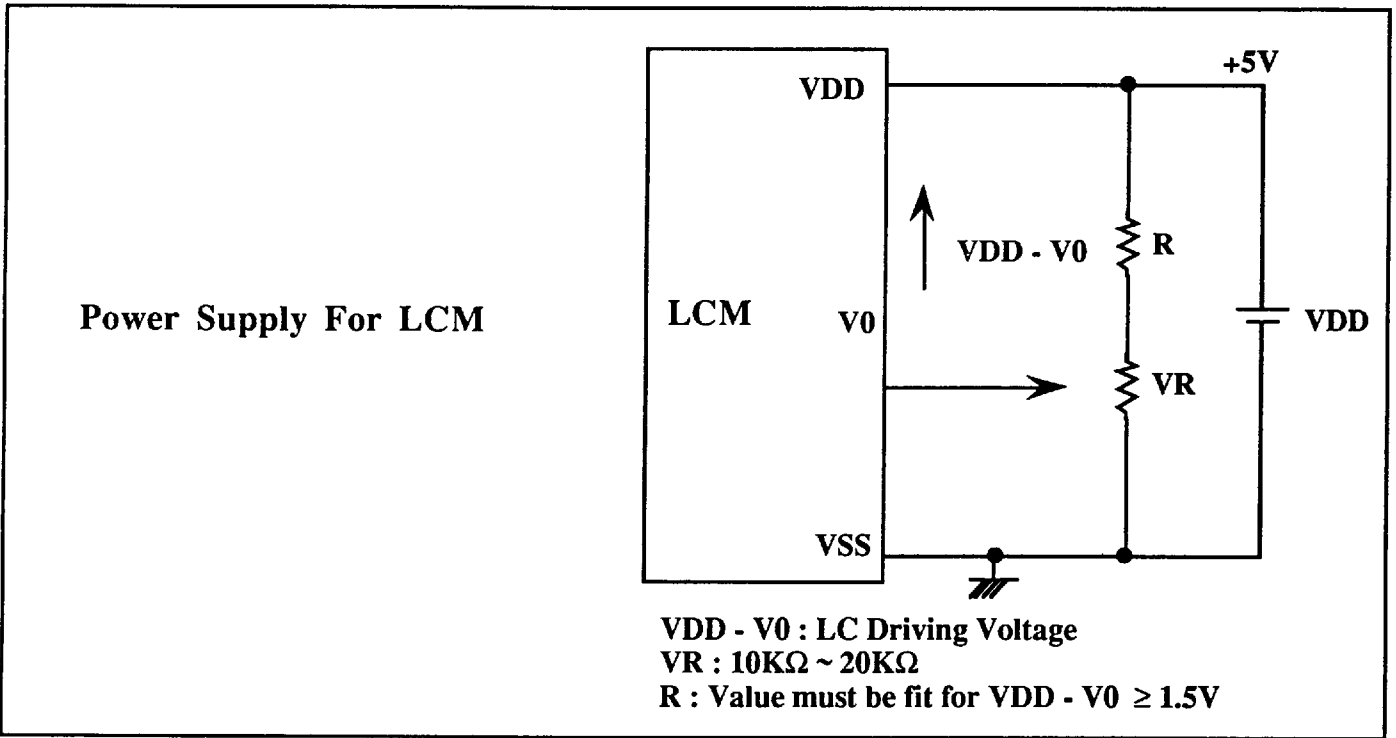 Power Supply For LCM
LCM
VDD
V0
VSS
VDD - V0
+5V
R
VR
VDD
VDD - V0 : LC Driving Voltage
VR : 10KΩ ~ 20KΩ
R : Value must be fit for VDD - V0 ≥ 1.5V